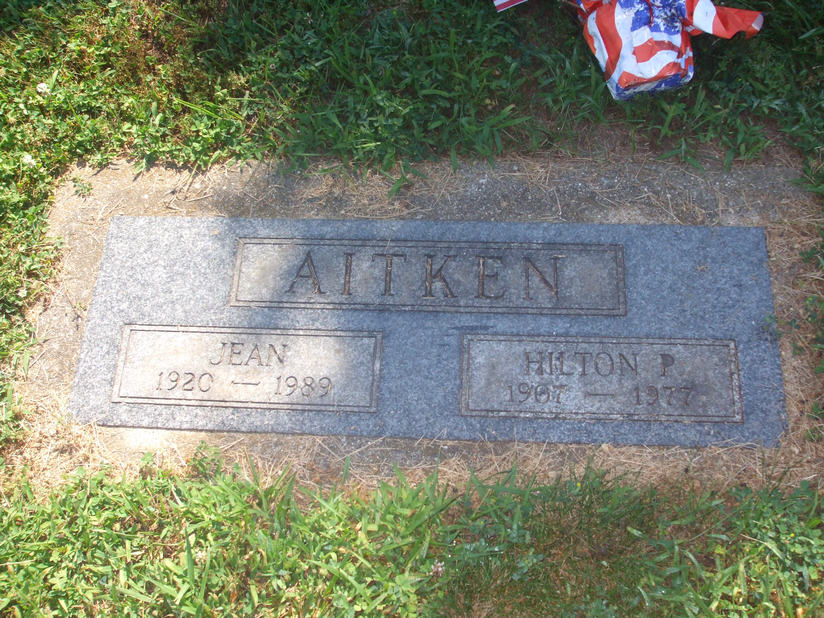 AITKEN
JEAN
1920 — 1989
HILTON P.
1907 — 1977